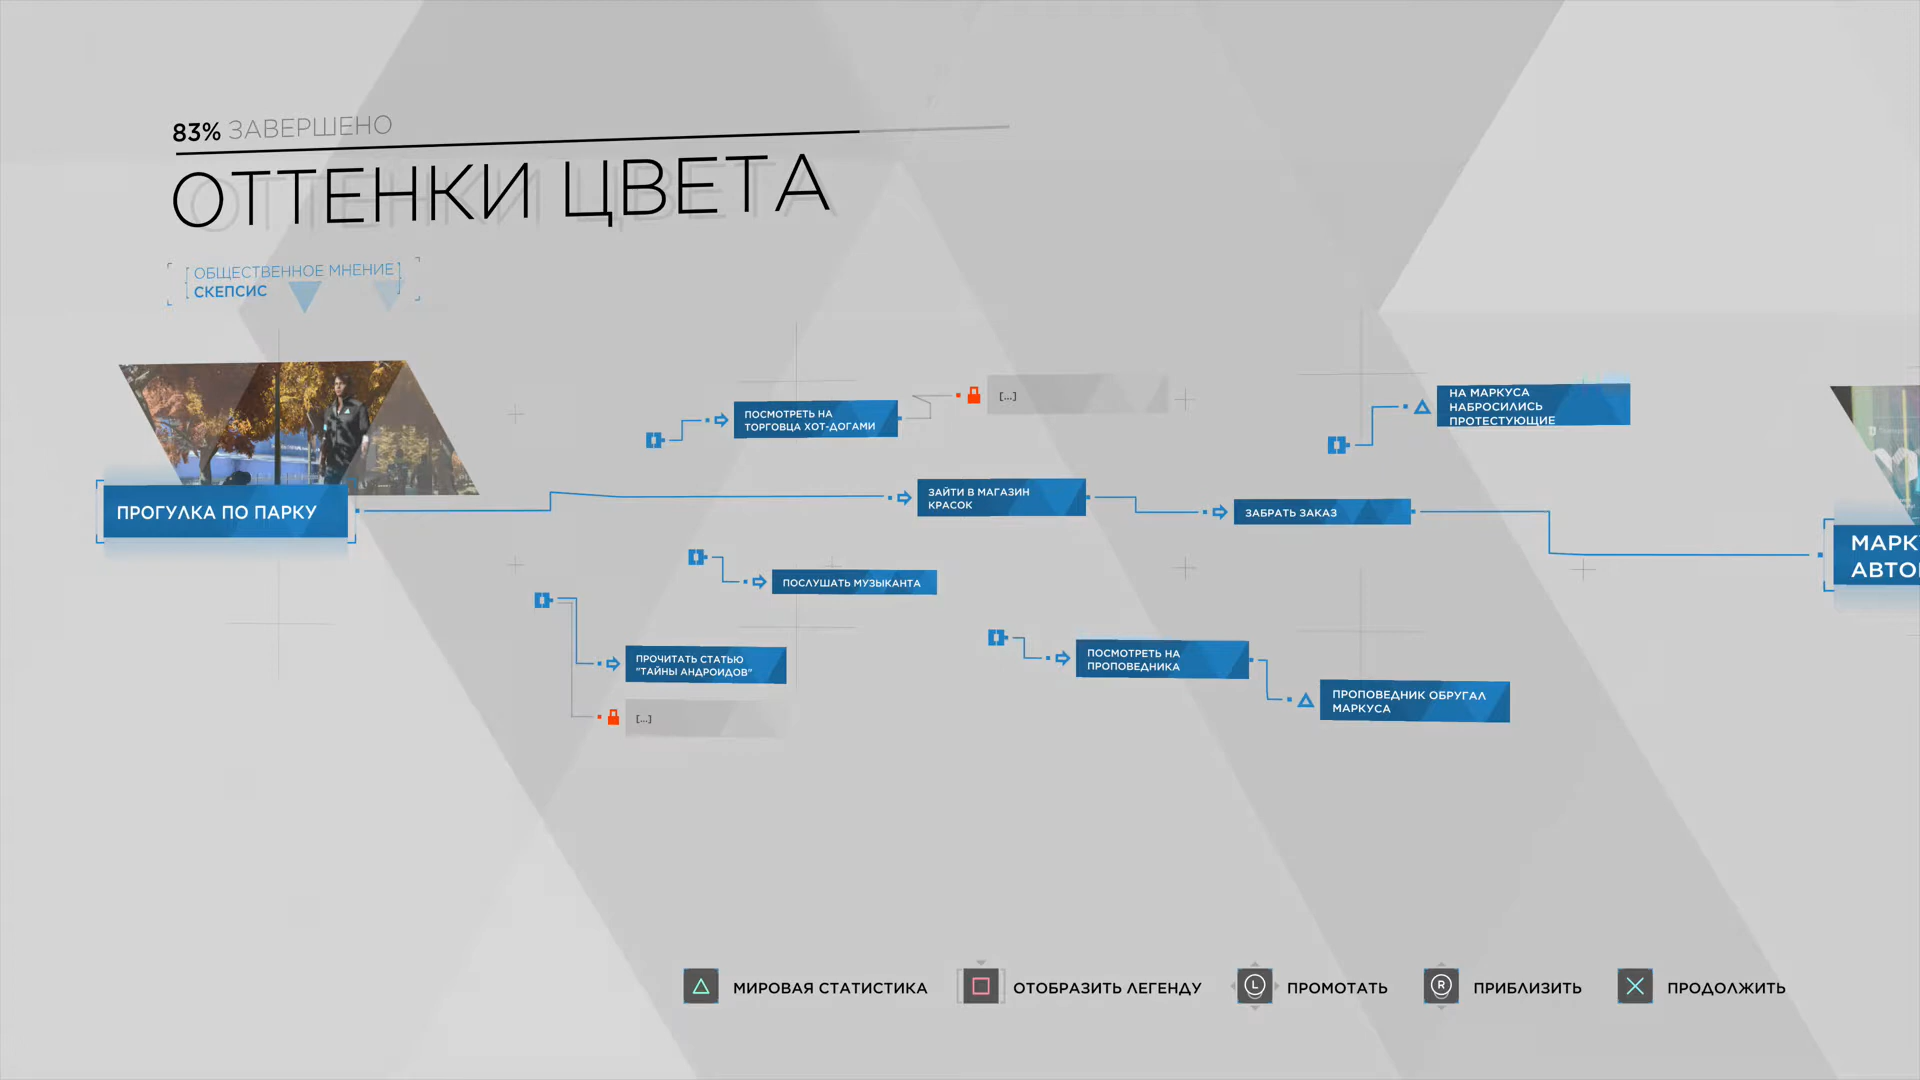 83% ЗАВЕРШЕНО
ОТТЕНКИ ЦВЕТА
ОБЩЕСТВЕННОЕ МНЕНИЕ
СКЕПСИС
ПОСМОТРЕТЬ НА
ТОРГОВЦА ХОТ-ДОГАМИ
[...]
НА МАРКУСА
НАБРОСИЛИСЬ
ПРОТЕСТУЮЩИЕ
ПРОГУЛКА ПО ПАРКУ
ЗАЙТИ В МАГАЗИН
КРАСОК
ЗАБРАТЬ ЗАКАЗ
МАРК
АВТО
ПОСЛУШАТЬ МУЗЫКАНТА
ПРОЧИТАТЬ СТАТЬЮ
"ТАЙНЫ АНДРОИДОВ"
[...]
ПОСМОТРЕТЬ НА
ПРОПОВЕДНИКА
ПРОПОВЕДНИК ОБРУГАЛ
МАРКУСА
МИРОВАЯ СТАТИСТИКА
ОТОБРАЗИТЬ ЛЕГЕНДУ
L ПРОМОТАТЬ
R ПРИБЛИЗИТЬ
ПРОДОЛЖИТЬ